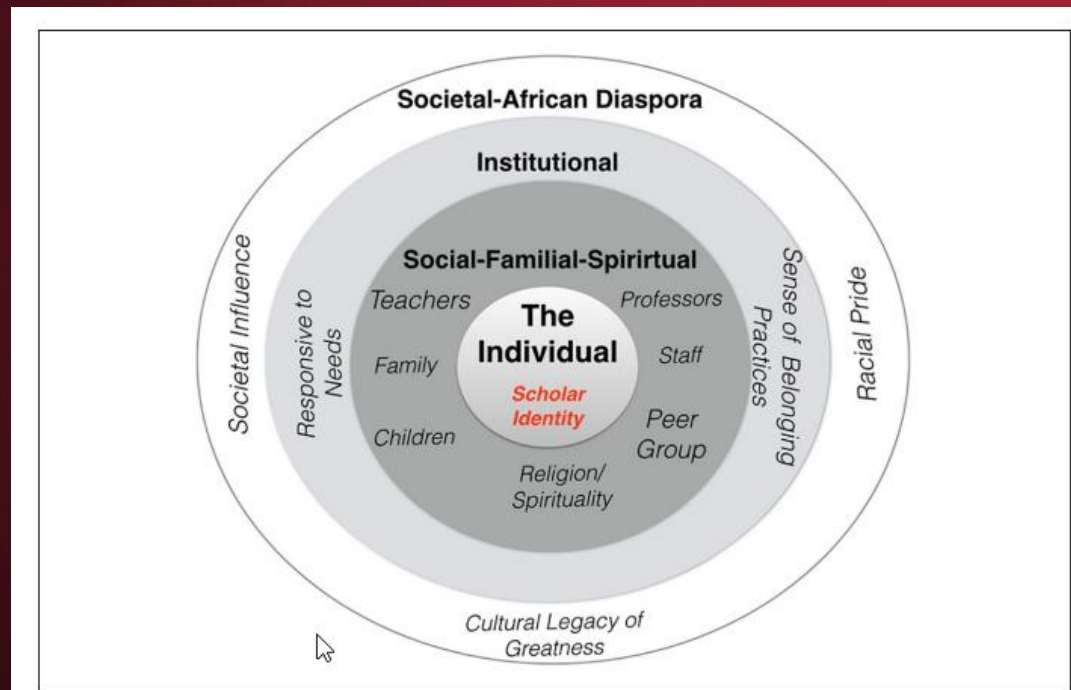 Societal-African Diaspora
Institutional
Social-Familial-Spirirtual
Teachers
Professors
The
Individual
Family
Staff
Scholar
Identity
Children
Peer
Group
Religion/
Spirituality
Societal Influence
Responsive to
Needs
Sense of Belonging
Practices
Racial Pride
Cultural Legacy of
Greatness